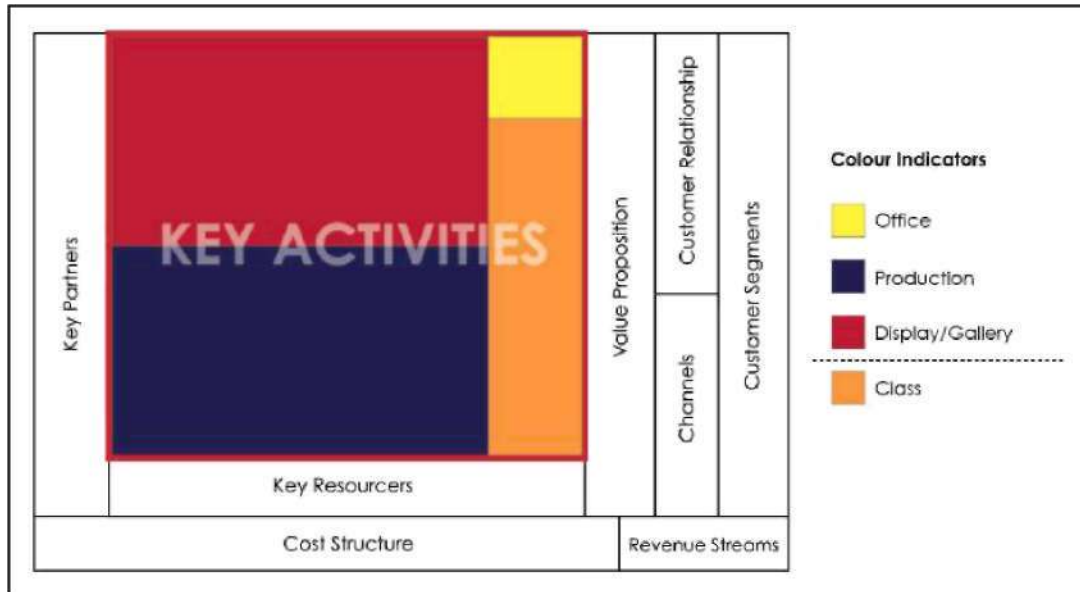 Key Partners
KEY ACTIVITIES
Key Resourcers
Value Proposition
Customer Relationship
Channels
Customer Segments
Cost Structure
Revenue Streams
Colour Indicators
Office
Production
Display/Gallery
Class